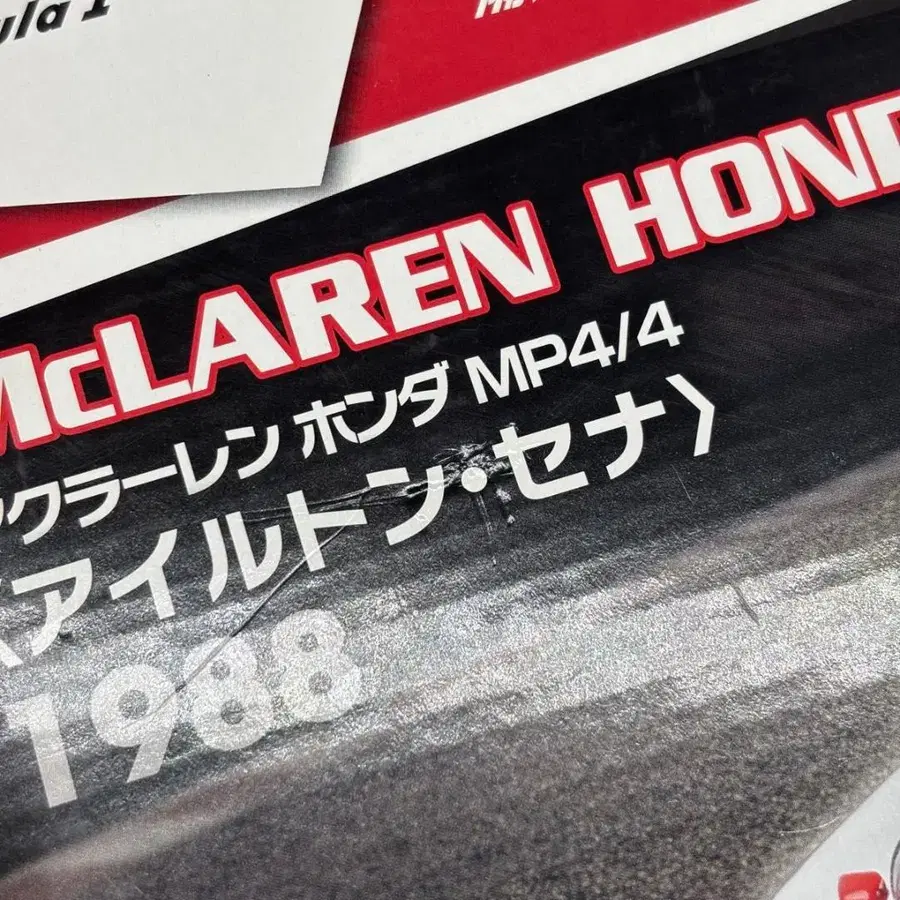 McLAREN HOND
クラーレン ホンダ MP4/4
〈アイルトン・セナ〉
1988